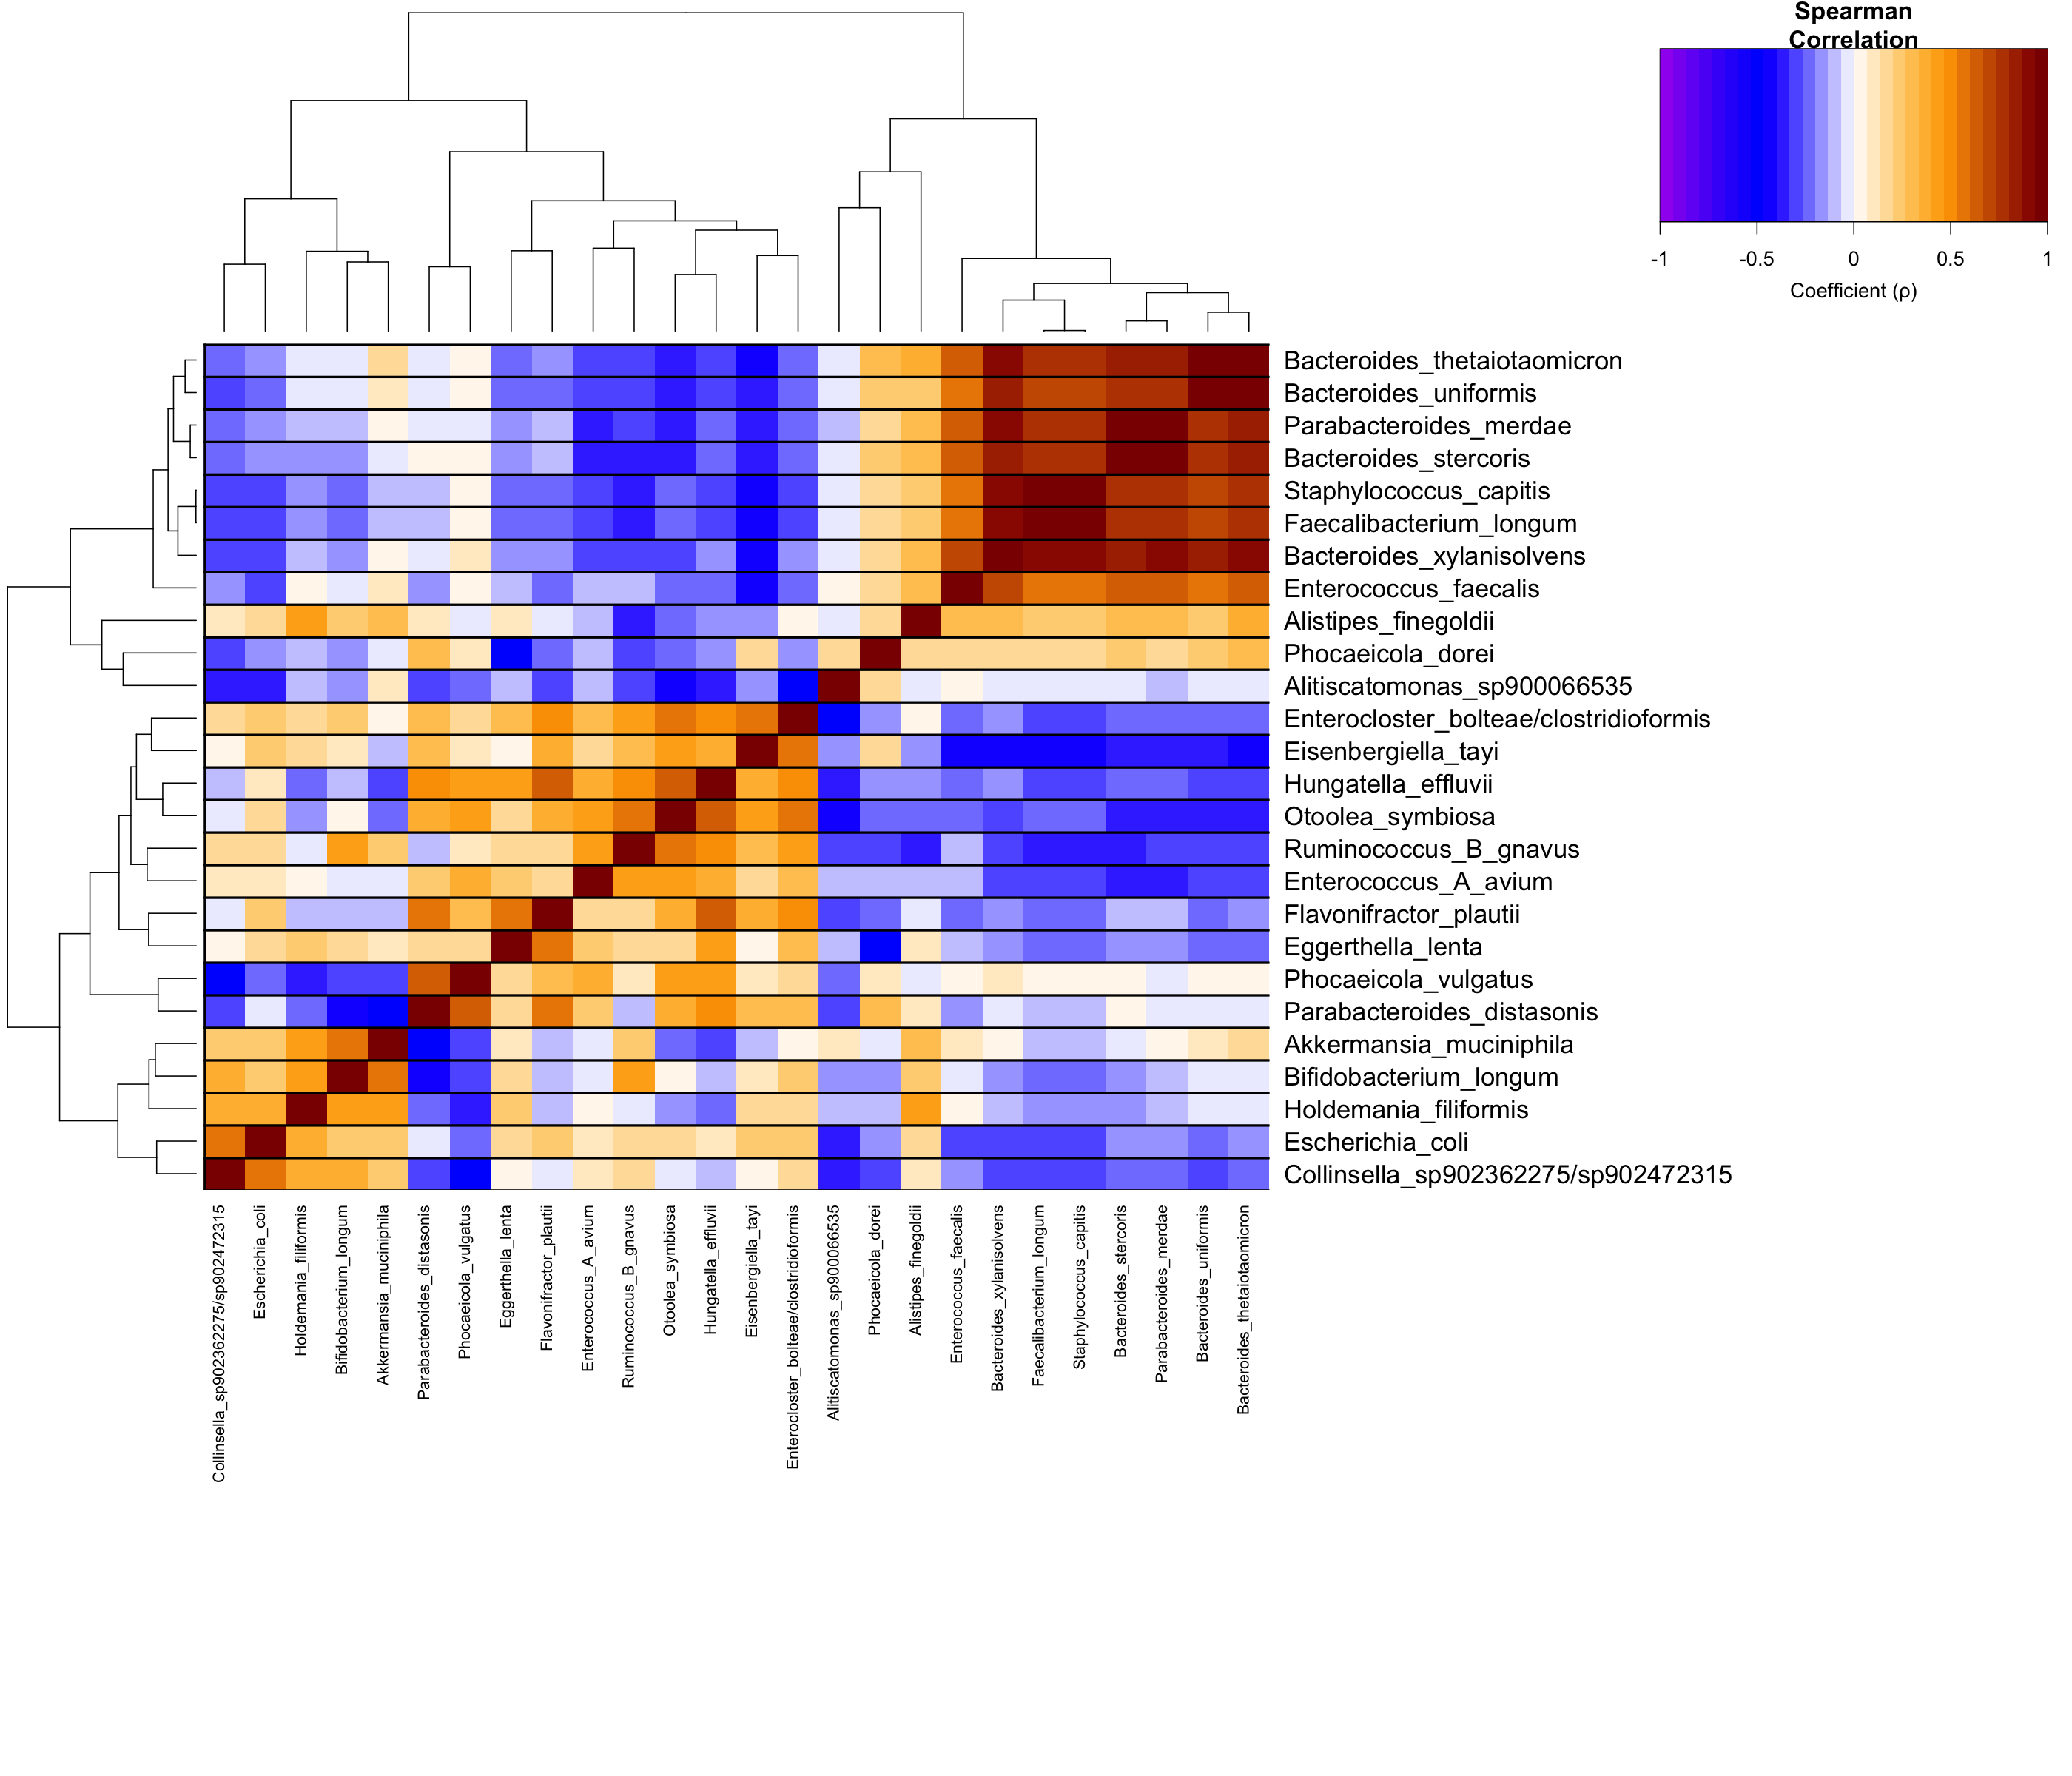 Spearman
Correlation
-1 -0.5 0 0.5 1
Coefficient (ρ)
Bacteroides_thetaiotaomicron
Bacteroides_uniformis
Parabacteroides_merdae
Bacteroides_stercoris
Staphylococcus_capitis
Faecalibacterium_longum
Bacteroides_xylanisolvens
Enterococcus_faecalis
Alistipes_finegoldii
Phocaeicola_dorei
Alitiscatomonas_sp900066535
Enterocloster_bolteae/clostridioformis
Eisenbergiella_tayi
Hungatella_effluvii
Otoolea_symbiosa
Ruminococcus_B_gnavus
Enterococcus_A_avium
Flavonifractor_plautii
Eggerthella_lenta
Phocaeicola_vulgatus
Parabacteroides_distasonis
Akkermansia_muciniphila
Bifidobacterium_longum
Holdemania_filiformis
Escherichia_coli
Collinsella_sp902362275/sp902472315
Collinsella_sp902362275/sp902472315
Escherichia_coli
Holdemania_filiformis
Bifidobacterium_longum
Akkermansia_muciniphila
Parabacteroides_distasonis
Phocaeicola_vulgatus
Eggerthella_lenta
Flavonifractor_plautii
Enterococcus_A_avium
Ruminococcus_B_gnavus
Otoolea_symbiosa
Hungatella_effluvii
Eisenbergiella_tayi
Enterocloster_bolteae/clostridioformis
Alitiscatomonas_sp900066535
Phocaeicola_dorei
Alistipes_finegoldii
Enterococcus_faecalis
Bacteroides_xylanisolvens
Faecalibacterium_longum
Staphylococcus_capitis
Bacteroides_stercoris
Parabacteroides_merdae
Bacteroides_uniformis
Bacteroides_thetaiotaomicron